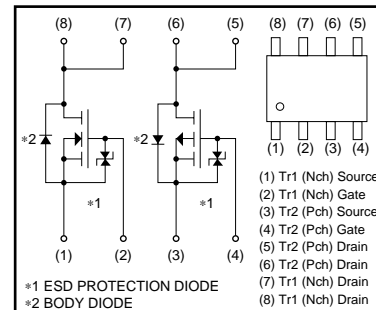 (8) (7) (6) (5)
(8) (7) (6) (5)
∗2 ∗2
∗1 ∗1
(1) (2) (3) (4)
(1) (2) (3) (4)
(1) Tr1 (Nch) Source
(2) Tr1 (Nch) Gate
(3) Tr2 (Pch) Source
(4) Tr2 (Pch) Gate
(5) Tr2 (Pch) Drain
(6) Tr2 (Pch) Drain
(7) Tr1 (Nch) Drain
(8) Tr1 (Nch) Drain
∗1 ESD PROTECTION DIODE
∗2 BODY DIODE